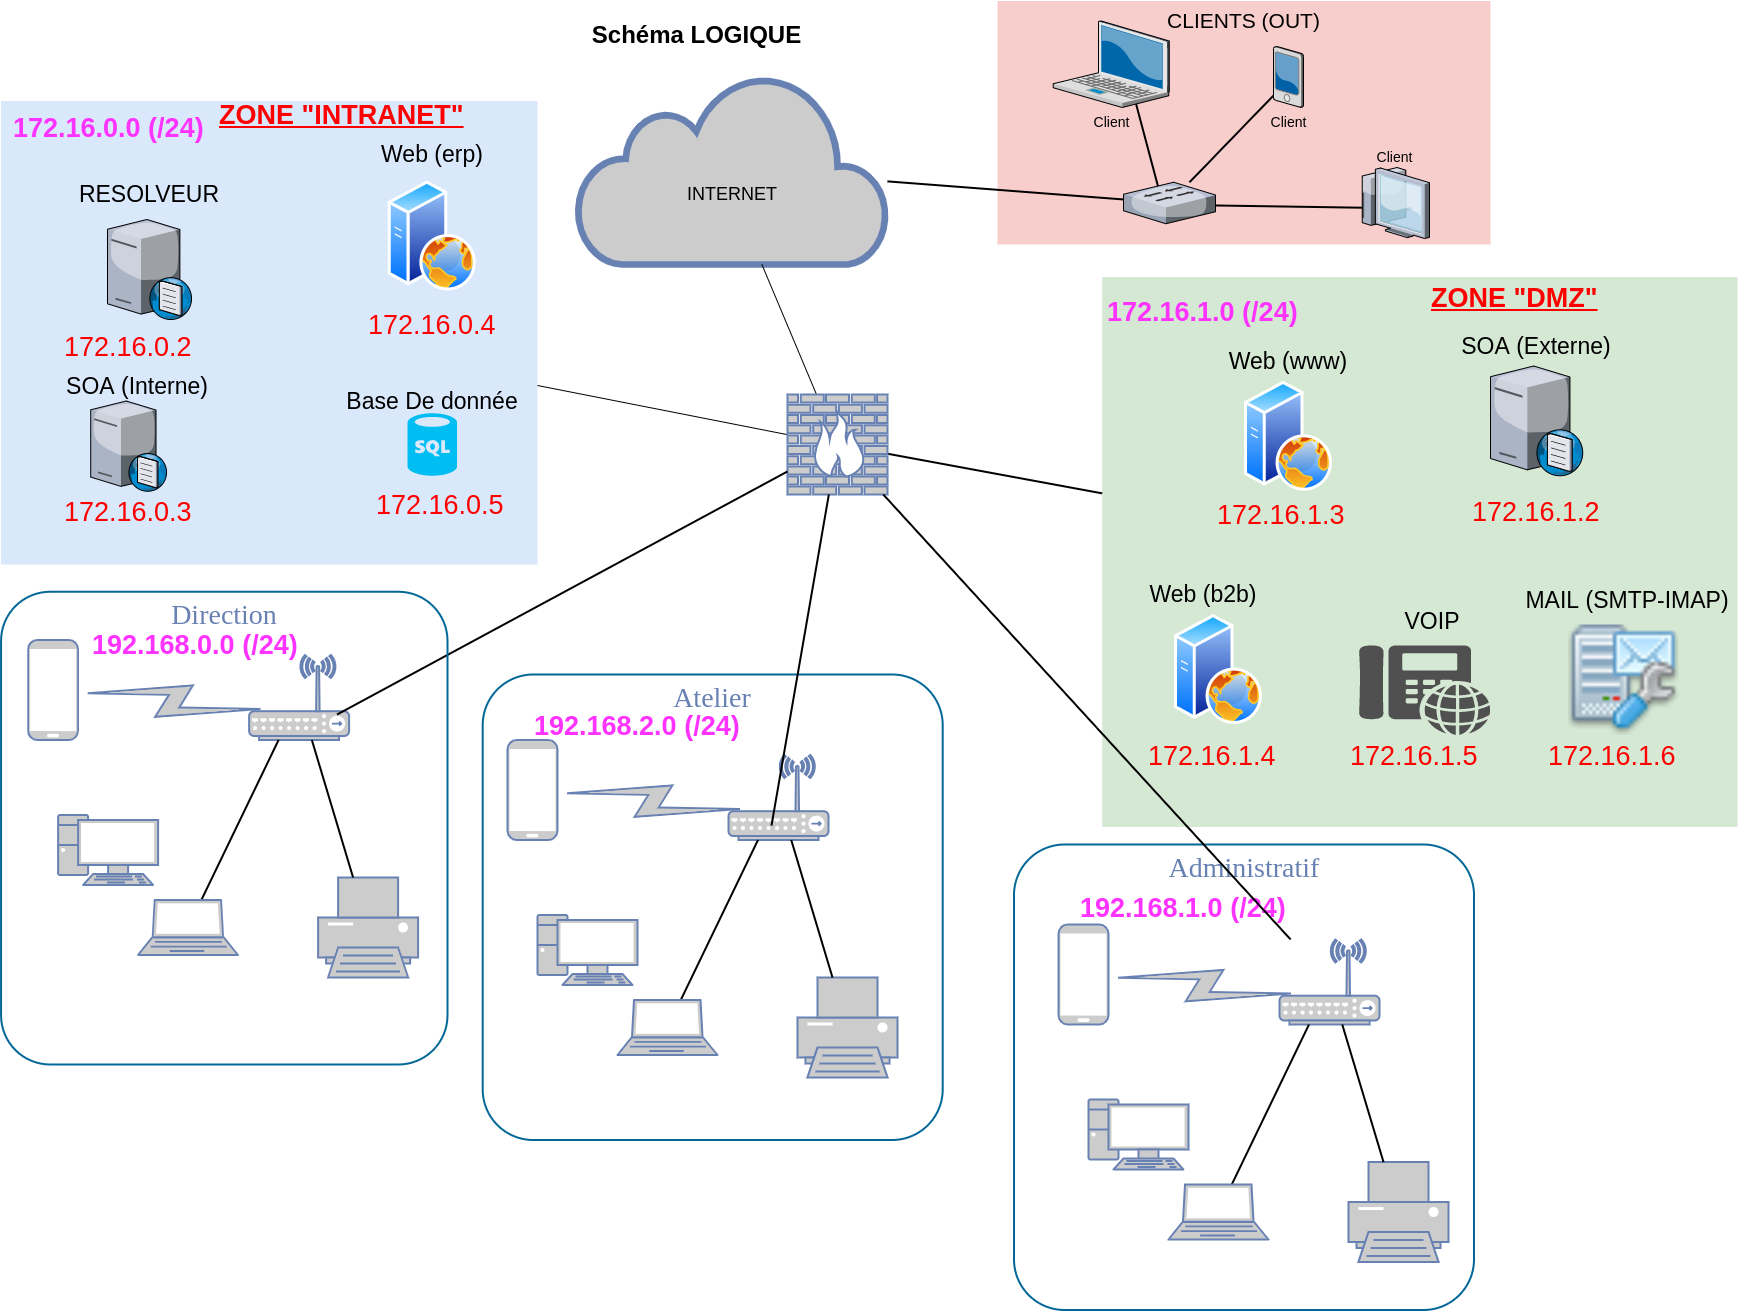 Schéma LOGIQUE
CLIENTS (OUT)
Client
Client
Client
INTERNET
ZONE "INTRANET"
172.16.0.0 (/24)
Web (erp)
RESOLVEUR
172.16.0.4
172.16.0.2
SOA (Interne)
Base De donnée
172.16.0.5
172.16.0.3
ZONE "DMZ"
172.16.1.0 (/24)
SOA (Externe)
Web (www)
172.16.1.2
172.16.1.3
Web (b2b)
MAIL (SMTP-IMAP)
VOIP
172.16.1.4
172.16.1.5
172.16.1.6
Direction
192.168.0.0 (/24)
Atelier
192.168.2.0 (/24)
Administratif
192.168.1.0 (/24)
SQL